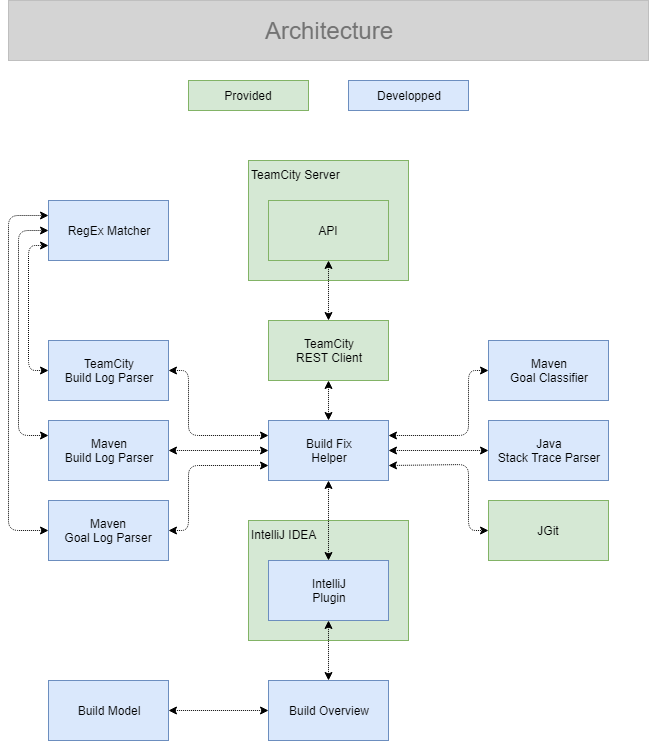 Architecture
Provided
Developped
TeamCity Server
RegEx Matcher
API
TeamCity
REST Client
TeamCity
Build Log Parser
Maven
Goal Classifier
Maven
Build Log Parser
Build Fix
Helper
Java
Stack Trace Parser
Maven
Goal Log Parser
IntelliJ IDEA
JGit
IntelliJ
Plugin
Build Model
Build Overview